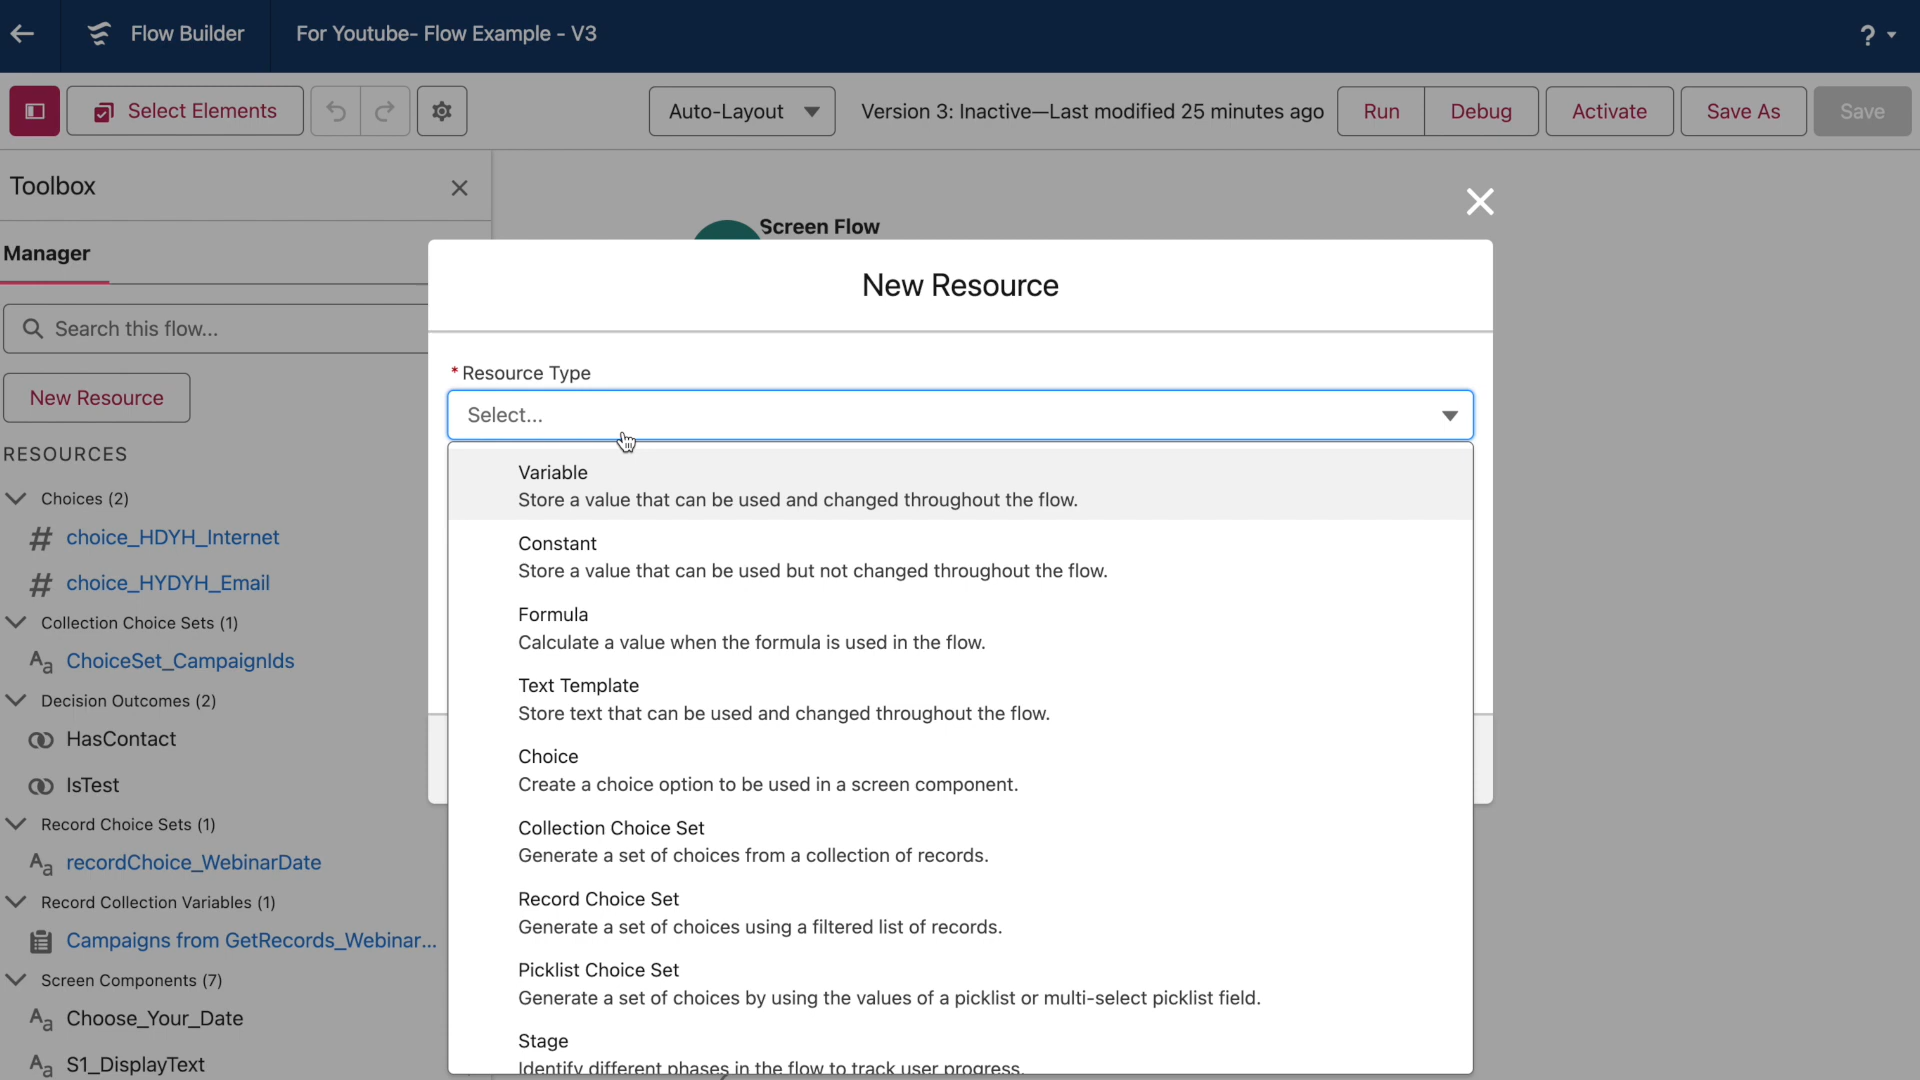 Flow Builder
For Youtube- Flow Example - V3
?
Select Elements
Auto-Layout
Version 3: Inactive—Last modified 25 minutes ago
Run
Debug
Activate
Save As
Save
Toolbox
Screen Flow
Manager
Search this flow...
New Resource
RESOURCES
Choices (2)
choice_HDYH_Internet
choice_HYDYH_Email
Collection Choice Sets (1)
Aa ChoiceSet_CampaignIds
Decision Outcomes (2)
HasContact
IsTest
Record Choice Sets (1)
Aa recordChoice_WebinarDate
Record Collection Variables (1)
Campaigns from GetRecords_Webinar...
Screen Components (7)
Aa Choose_Your_Date
Aa S1_DisplayText
New Resource
* Resource Type
Select...
Variable
Store a value that can be used and changed throughout the flow.
Constant
Store a value that can be used but not changed throughout the flow.
Formula
Calculate a value when the formula is used in the flow.
Text Template
Store text that can be used and changed throughout the flow.
Choice
Create a choice option to be used in a screen component.
Collection Choice Set
Generate a set of choices from a collection of records.
Record Choice Set
Generate a set of choices using a filtered list of records.
Picklist Choice Set
Generate a set of choices by using the values of a picklist or multi-select picklist field.
Stage
Identify different phases in the flow to track user progress.